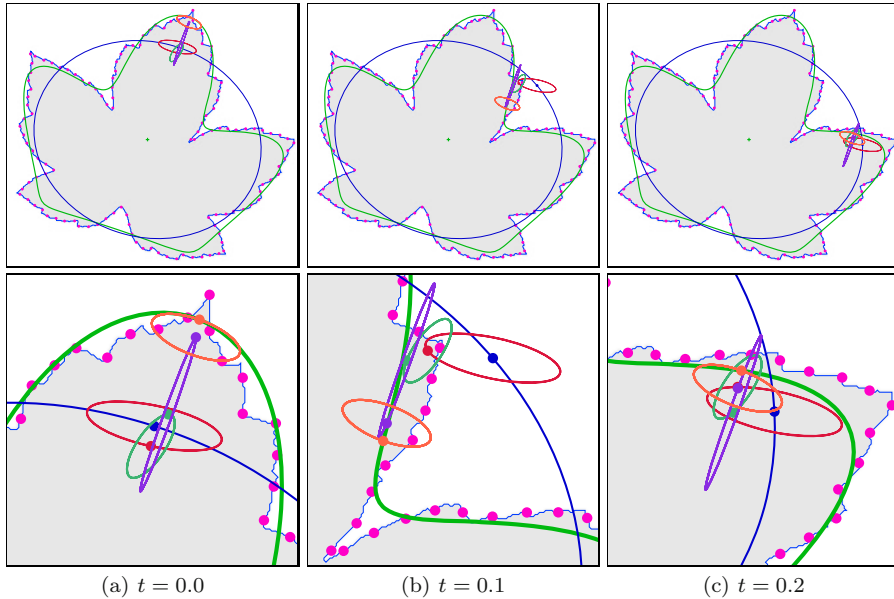 (a) t = 0.0
(b) t = 0.1
(c) t = 0.2